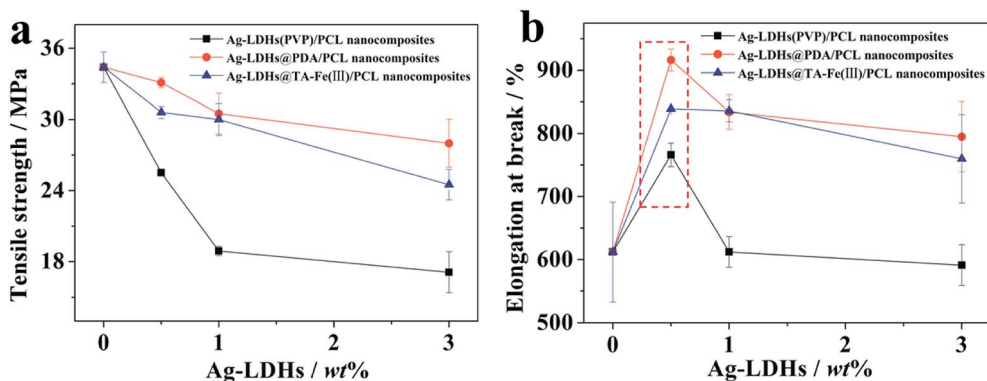 a
Ag-LDHs(PVP)/PCL nanocomposites
Ag-LDHs@PDA/PCL nanocomposites
Ag-LDHs@TA-Fe(III)/PCL nanocomposites
Tensile strength / MPa
36
30
24
18
0
1
2
3
Ag-LDHs / wt%
b
Ag-LDHs(PVP)/PCL nanocomposites
Ag-LDHs@PDA/PCL nanocomposites
Ag-LDHs@TA-Fe(III)/PCL nanocomposites
Elongation at break / %
900
800
700
600
500
0
1
2
3
Ag-LDHs / wt%